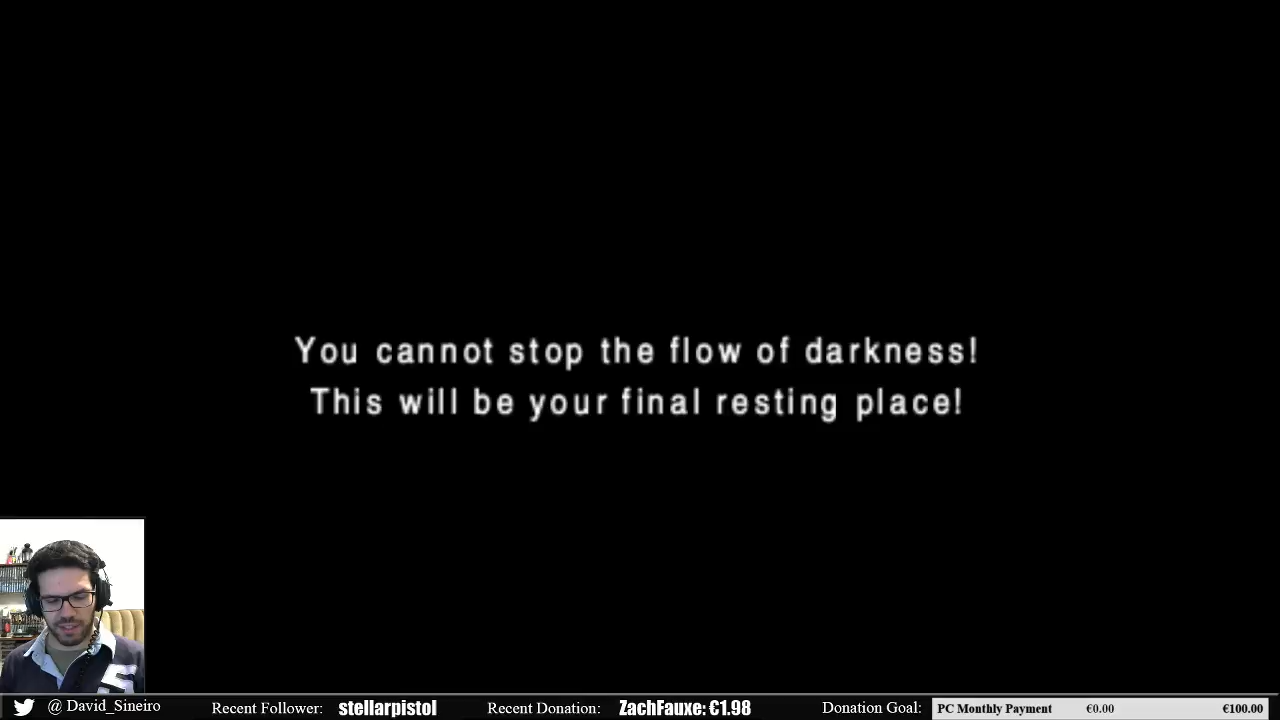 You cannot stop the flow of darkness!
This will be your final resting place!
@ David_Sineiro
Recent Follower: stellarpistol
Recent Donation: ZachFauxe: €1.98
Donation Goal: PC Monthly Payment €0.00 €100.00